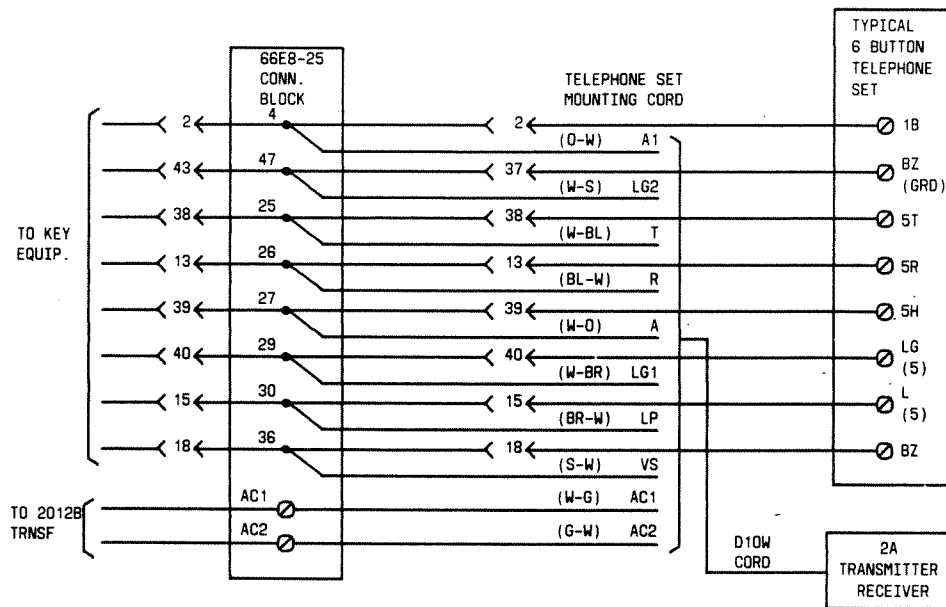 TYPICAL
6 BUTTON
TELEPHONE
SET
66E8-25
CONN.
BLOCK
TELEPHONE SET
MOUNTING CORD
2 4 2 1B
(O-W) A1
43 47 37 BZ
(GRD)
(W-S) LG2
38 25 38 5T
(W-BL) T
TO KEY
EQUIP.
13 26 13 5R
(BL-W) R
39 27 39 5H
(W-O) A
40 29 40 LG
(5)
(W-BR) LG1
15 30 15 L
(5)
(BR-W) LP
18 36 18 BZ
(S-W) VS
TO 2012B
TRNSF
AC1 (W-G) AC1
AC2 (G-W) AC2
D10W
CORD
2A
TRANSMITTER
RECEIVER